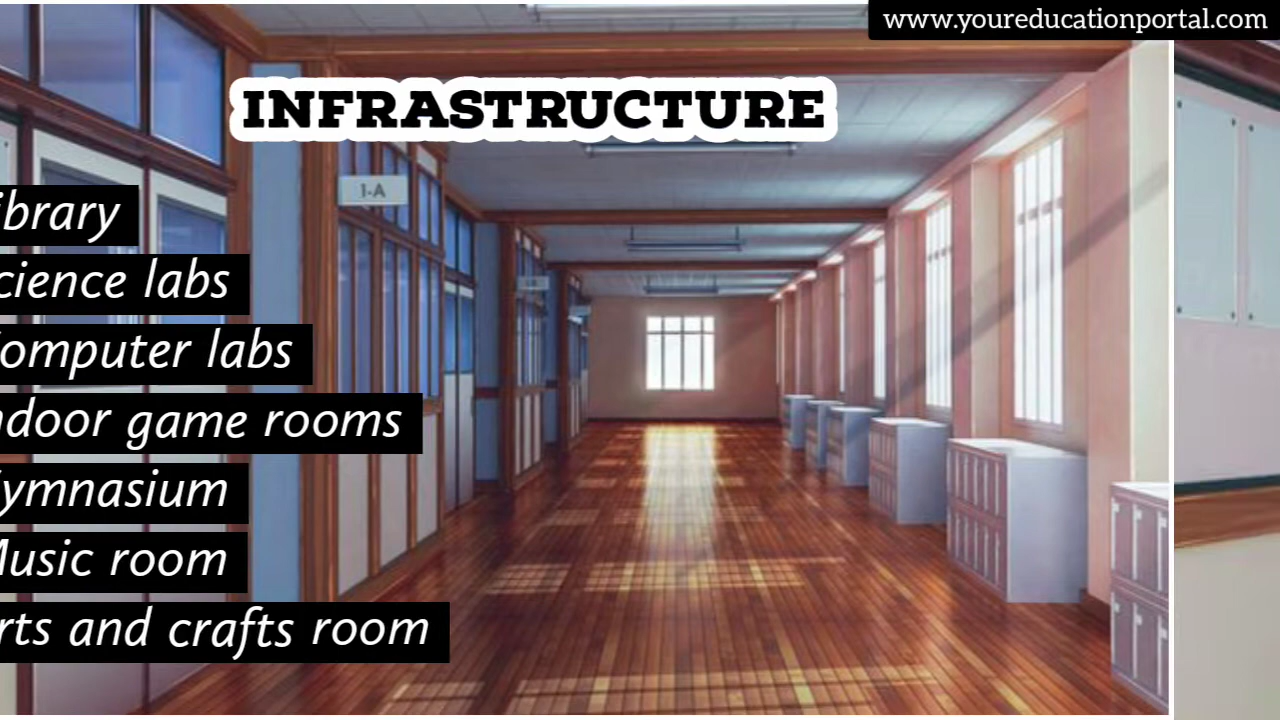 www.youreducationportal.com
INFRASTRUCTURE
1-A
ibrary
cience labs
omputer labs
ndoor game rooms
ymnasium
Music room
rts and crafts room